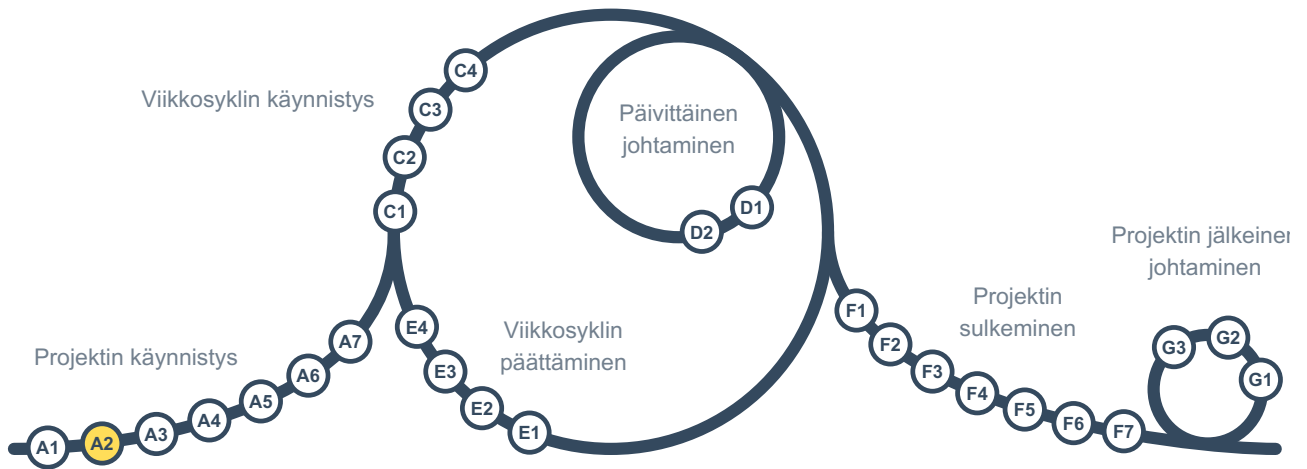 Viikkosyklin käynnistys
C4
C3
C2
C1
Päivittäinen
johtaminen
D1
D2
Projektin käynnistys
A1
A2
A3
A4
A5
A6
A7
Viikkosyklin
päättäminen
E4
E3
E2
E1
Projektin
sulkeminen
F1
F2
F3
F4
F5
F6
F7
Projektin jälkeinen
johtaminen
G3
G2
G1